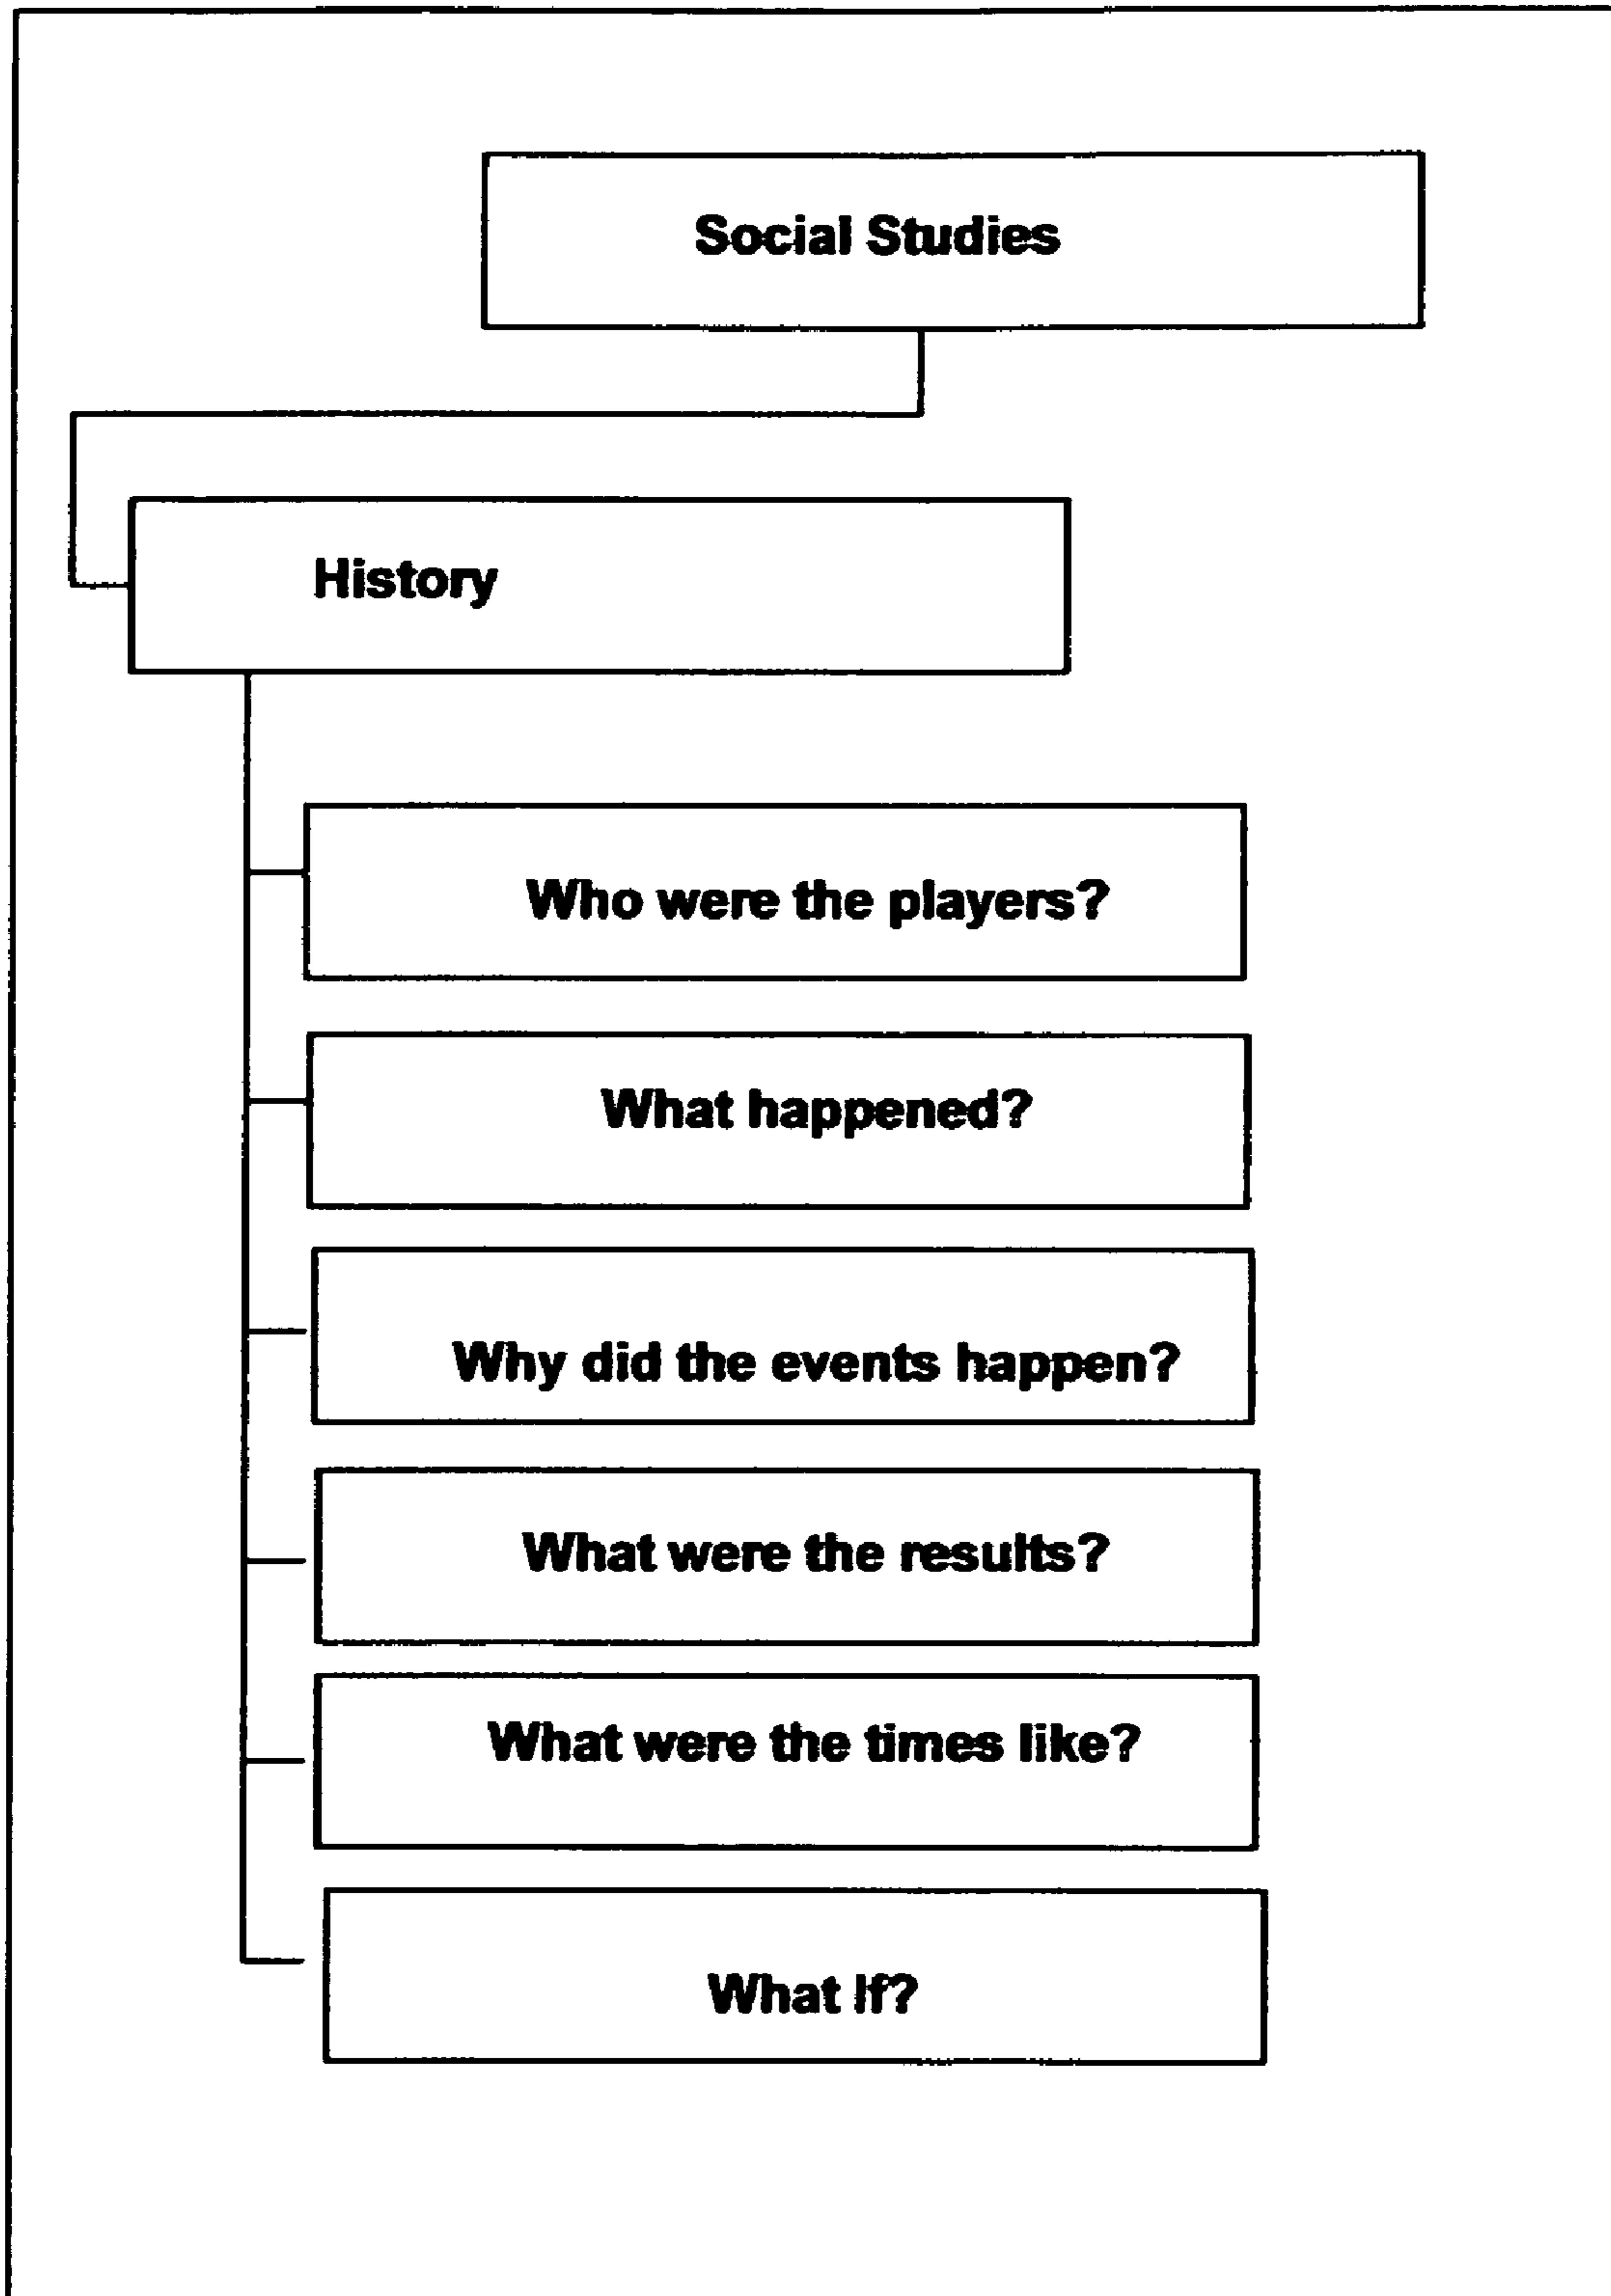 Social Studies
History
Who were the players?
What happened?
Why did the events happen?
What were the results?
What were the times like?
What If?